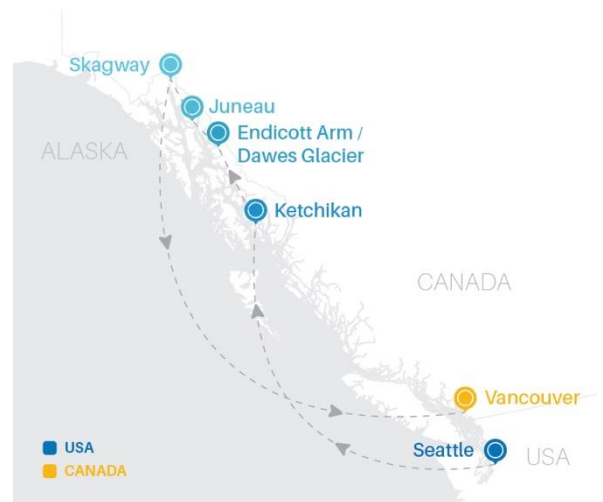 Skagway
Juneau
Endicott Arm /
Dawes Glacier
ALASKA
Ketchikan
CANADA
Vancouver
Seattle
USA
USA
CANADA